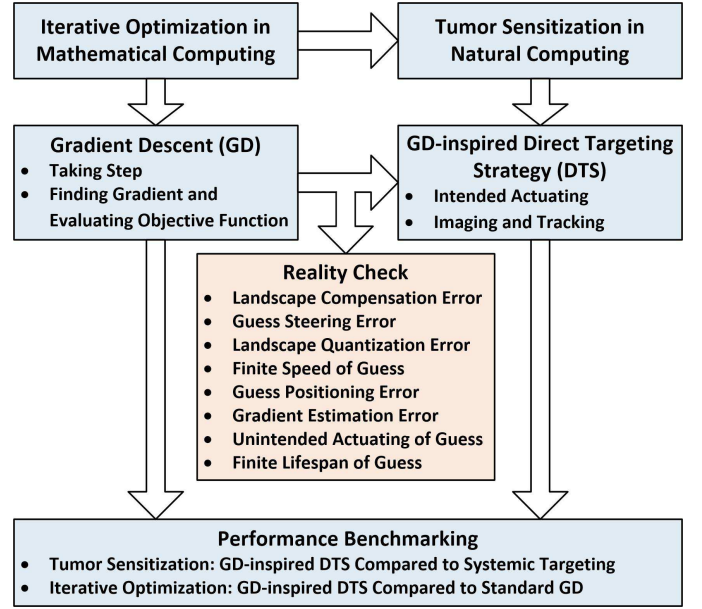 Iterative Optimization in
Mathematical Computing
Tumor Sensitization in
Natural Computing
Gradient Descent (GD)
• Taking Step
• Finding Gradient and
Evaluating Objective Function
GD-inspired Direct Targeting
Strategy (DTS)
• Intended Actuating
• Imaging and Tracking
Reality Check
• Landscape Compensation Error
• Guess Steering Error
• Landscape Quantization Error
• Finite Speed of Guess
• Guess Positioning Error
• Gradient Estimation Error
• Unintended Actuating of Guess
• Finite Lifespan of Guess
Performance Benchmarking
• Tumor Sensitization: GD-inspired DTS Compared to Systemic Targeting
• Iterative Optimization: GD-inspired DTS Compared to Standard GD